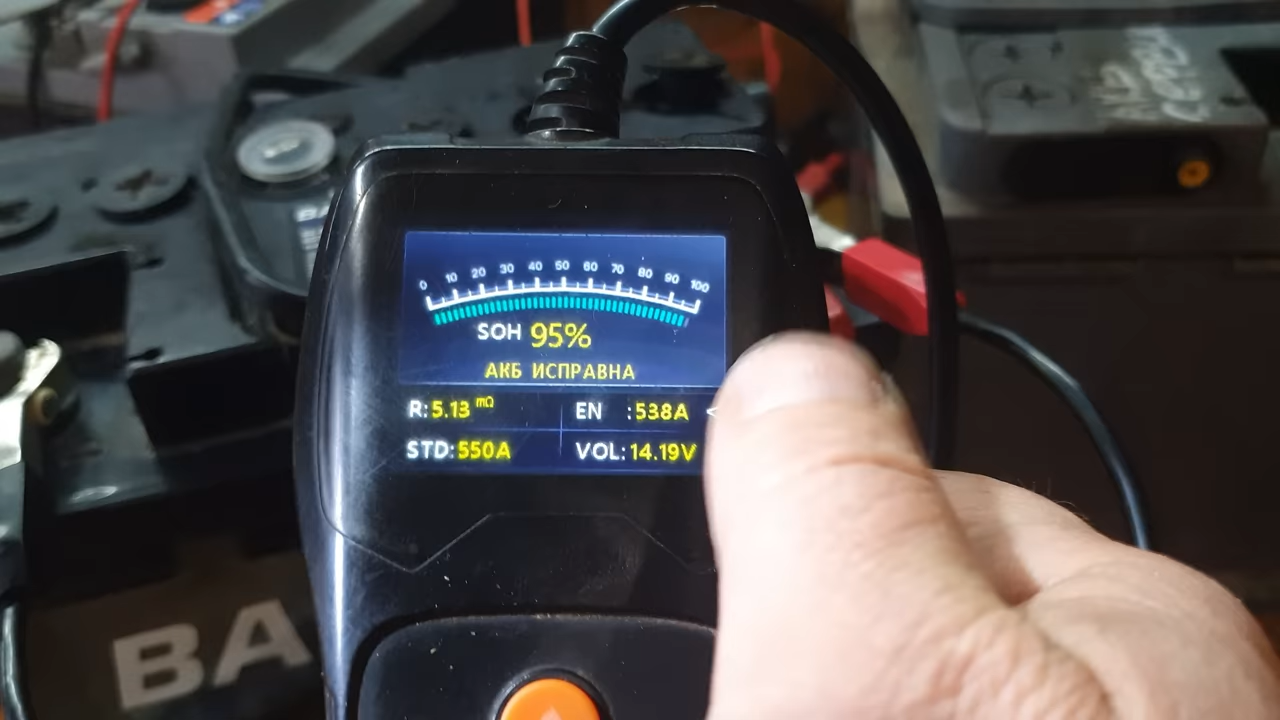 0 10 20 30 40 50 60 70 80 90 100
SOH 95%
АКБ ИСПРАВНА
R:5.13 mΩ EN :538A <
STD:550A VOL:14.19V
BA